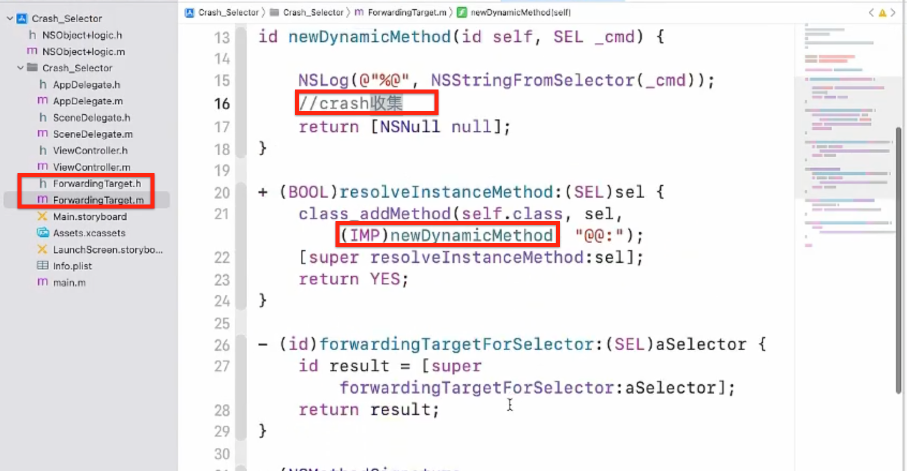 Crash_Selector
NSObject+logic.h
NSObject+logic.m
Crash_Selector
AppDelegate.h
AppDelegate.m
SceneDelegate.h
SceneDelegate.m
ViewController.h
ViewController.m
ForwardingTarget.h
ForwardingTarget.m
Main.storyboard
Assets.xcassets
LaunchScreen.storybo...
Info.plist
main.m
Crash_Selector 〉 Crash_Selector 〉 ForwardingTarget.m 〉 newDynamicMethod(self)
13 id newDynamicMethod(id self, SEL _cmd) {
14
15 NSLog(@"%@", NSStringFromSelector(_cmd));
16 //crash收集
17 return [NSNull null];
18 }
19
20 + (BOOL)resolveInstanceMethod:(SEL)sel {
21 class_addMethod(self.class, sel,
(IMP)newDynamicMethod "@@:");
22 [super resolveInstanceMethod:sel];
23 return YES;
24 }
25
26 - (id)forwardingTargetForSelector:(SEL)aSelector {
27 id result = [super
forwardingTargetForSelector:aSelector];
28 return result;
29 }
30